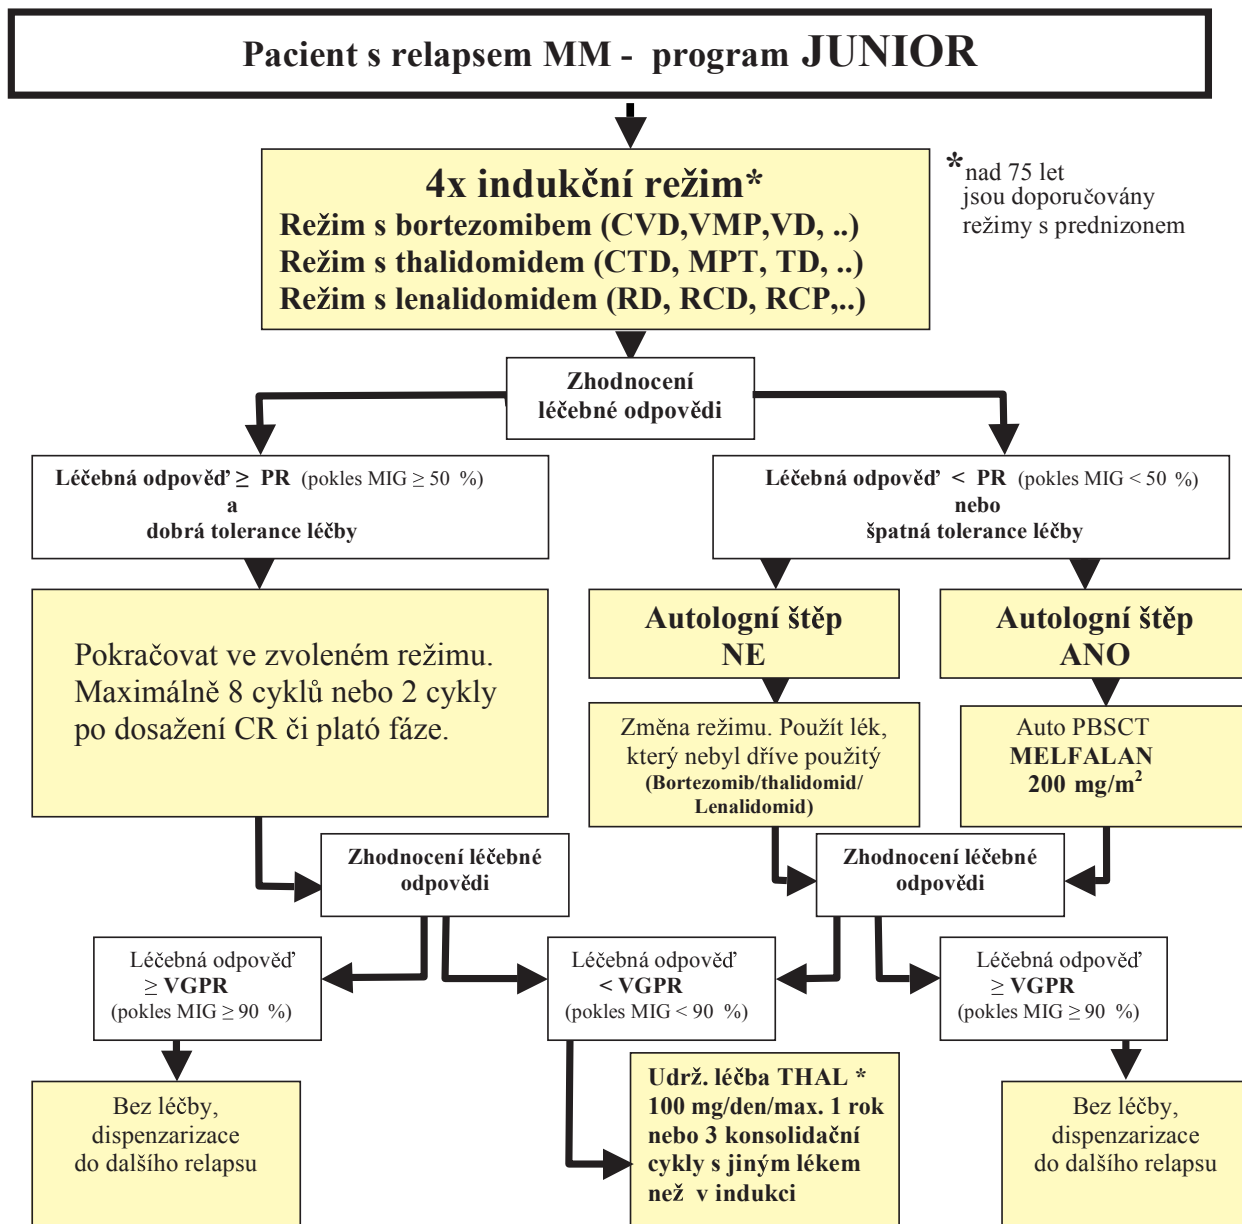 Pacient s relapsem MM - program JUNIOR
4x indukční režim*
Režim s bortezomibem (CVD,VMP,VD, ..)
Režim s thalidomidem (CTD, MPT, TD, ..)
Režim s lenalidomidem (RD, RCD, RCP,..)
*nad 75 let
jsou doporučovány
režimy s prednizonem
Zhodnocení
léčebné odpovědi
Léčebná odpověď ≥ PR (pokles MIG ≥ 50 %)
a
dobrá tolerance léčby
Léčebná odpověď < PR (pokles MIG < 50 %)
nebo
špatná tolerance léčby
Pokračovat ve zvoleném režimu.
Maximálně 8 cyklů nebo 2 cykly
po dosažení CR či plató fáze.
Autologní štěp
NE
Autologní štěp
ANO
Změna režimu. Použít lék,
který nebyl dříve použitý
(Bortezomib/thalidomid/
Lenalidomid)
Auto PBSCT
MELFALAN
200 mg/m²
Zhodnocení léčebné
odpovědi
Zhodnocení léčebné
odpovědi
Léčebná odpověď
≥ VGPR
(pokles MIG ≥ 90 %)
Léčebná odpověď
< VGPR
(pokles MIG < 90 %)
Léčebná odpověď
≥ VGPR
(pokles MIG ≥ 90 %)
Bez léčby,
dispenzarizace
do dalšího relapsu
Udrž. léčba THAL *
100 mg/den/max. 1 rok
nebo 3 konsolidační
cykly s jiným lékem
než v indukci
Bez léčby,
dispenzarizace
do dalšího relapsu